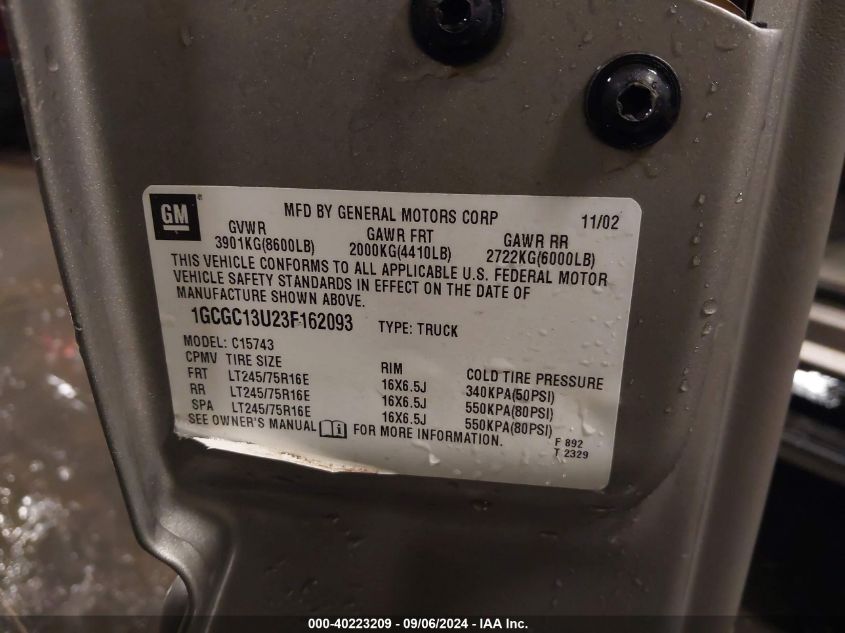 GM
MFD BY GENERAL MOTORS CORP 11/02
GVWR GAWR FRT GAWR RR
3901KG(8600LB) 2000KG(4410LB) 2722KG(6000LB)
THIS VEHICLE CONFORMS TO ALL APPLICABLE U.S. FEDERAL MOTOR
VEHICLE SAFETY STANDARDS IN EFFECT ON THE DATE OF
MANUFACTURE SHOWN ABOVE.
1GCGC13U23F162093 TYPE: TRUCK
MODEL: C15743
CPMV TIRE SIZE RIM COLD TIRE PRESSURE
FRT LT245/75R16E 16X6.5J 340KPA(50PSI)
RR LT245/75R16E 16X6.5J 550KPA(80PSI)
SPA LT245/75R16E 16X6.5J 550KPA(80PSI)
SEE OWNER'S MANUAL FOR MORE INFORMATION.
F 892
T 2329
000-40223209 - 09/06/2024 - IAA Inc.